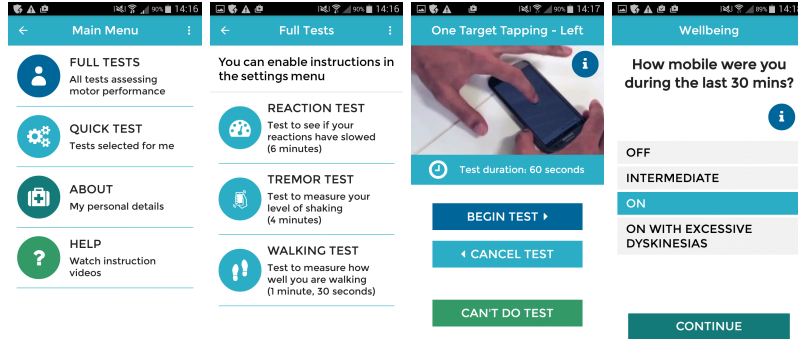 90% 14:16
Main Menu
FULL TESTS
All tests assessing
motor performance
QUICK TEST
Tests selected for me
ABOUT
My personal details
HELP
Watch instruction
videos
90% 14:16
Full Tests
You can enable instructions in
the settings menu
REACTION TEST
Test to see if your
reactions have slowed
(6 minutes)
TREMOR TEST
Test to measure your
level of shaking
(4 minutes)
WALKING TEST
Test to measure how
well you are walking
(1 minute, 30 seconds)
90% 14:17
One Target Tapping - Left
i
Test duration: 60 seconds
BEGIN TEST
CANCEL TEST
CAN'T DO TEST
89%
Wellbeing
How mobile were you
during the last 30 mins?
i
OFF
INTERMEDIATE
ON
ON WITH EXCESSIVE
DYSKINESIAS
CONTINUE